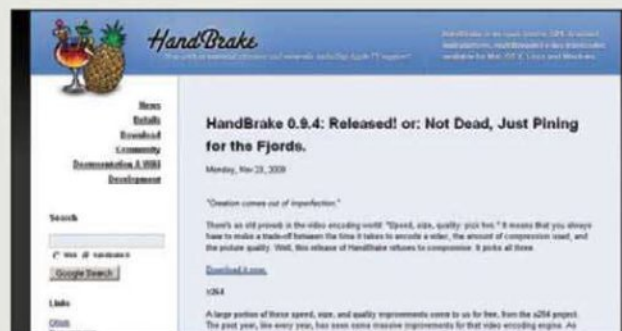 HandBrake
HandBrake 0.9.4: Released! or: Not Dead, Just Pining
for the Fjords.
Monday, Nov 23, 2009
"Creation comes out of imperfection."
There's an old proverb in the video encoding world: "Speed, size, quality: pick two." It means that you always
have to make a trade-off between the time it takes to encode a video, the amount of compression used, and
the picture quality. Well, this release of HandBrake refuses to compromise. It picks all three.
Download it now.
x264
A large portion of these speed, size, and quality improvements come to us for free, from the x264 project.
The past year, like every year, has seen some massive improvements for that video encoding engine. As
News
Details
Download
Community
Documentation & Wiki
Development
Search
Web
Google Search
Links